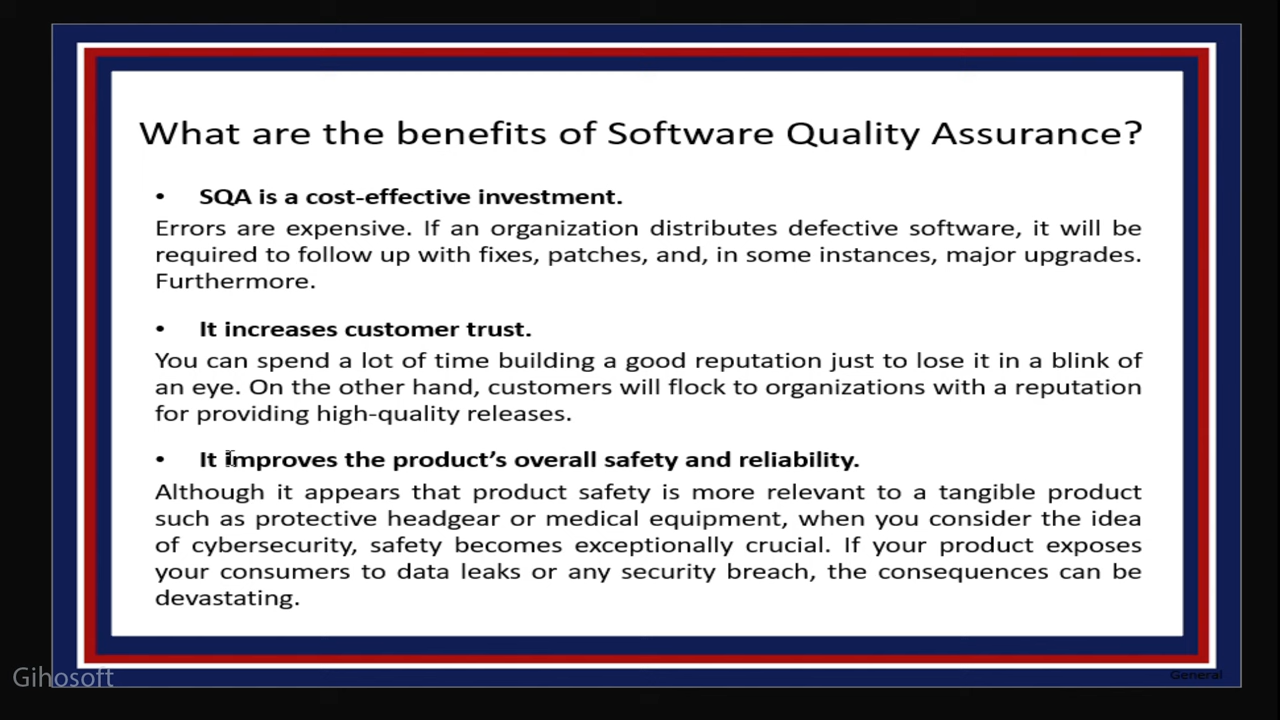 What are the benefits of Software Quality Assurance?
• SQA is a cost-effective investment.
Errors are expensive. If an organization distributes defective software, it will be
required to follow up with fixes, patches, and, in some instances, major upgrades.
Furthermore.
• It increases customer trust.
You can spend a lot of time building a good reputation just to lose it in a blink of
an eye. On the other hand, customers will flock to organizations with a reputation
for providing high-quality releases.
• It improves the product’s overall safety and reliability.
Although it appears that product safety is more relevant to a tangible product
such as protective headgear or medical equipment, when you consider the idea
of cybersecurity, safety becomes exceptionally crucial. If your product exposes
your consumers to data leaks or any security breach, the consequences can be
devastating.
Gihosoft
General